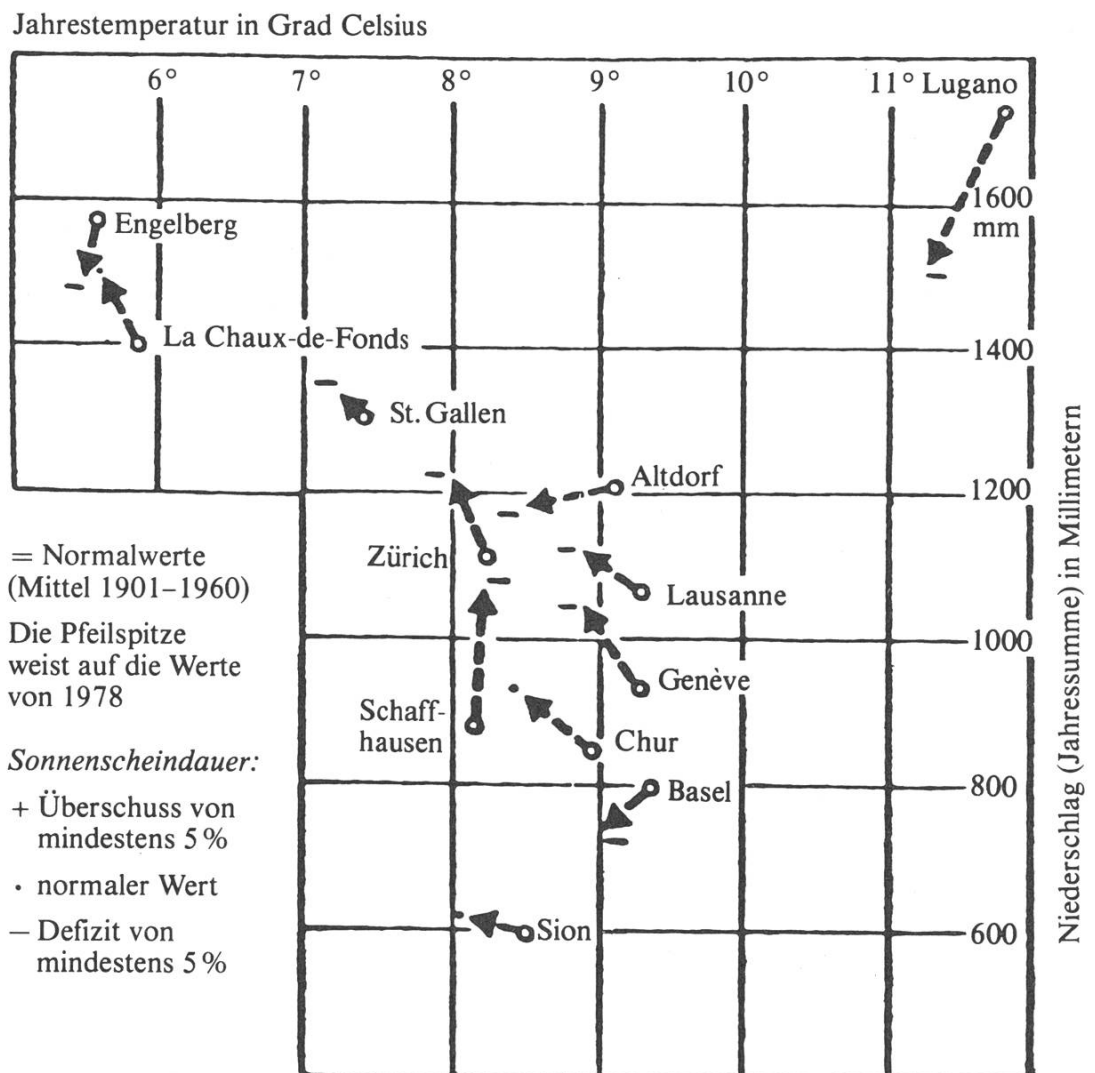 Jahrestemperatur in Grad Celsius
6° 7° 8° 9° 10° 11° Lugano
1600
mm
Engelberg
La Chaux-de-Fonds
1400
St. Gallen
Altdorf
1200
= Normalwerte
(Mittel 1901–1960)
Zürich
Lausanne
Die Pfeilspitze
weist auf die Werte
von 1978
1000
Genève
Schaff-
hausen
Chur
Sonnenscheindauer:
800
Basel
+ Überschuss von
mindestens 5 %
· normaler Wert
– Defizit von
mindestens 5 %
Sion
600
Niederschlag (Jahressumme) in Millimetern